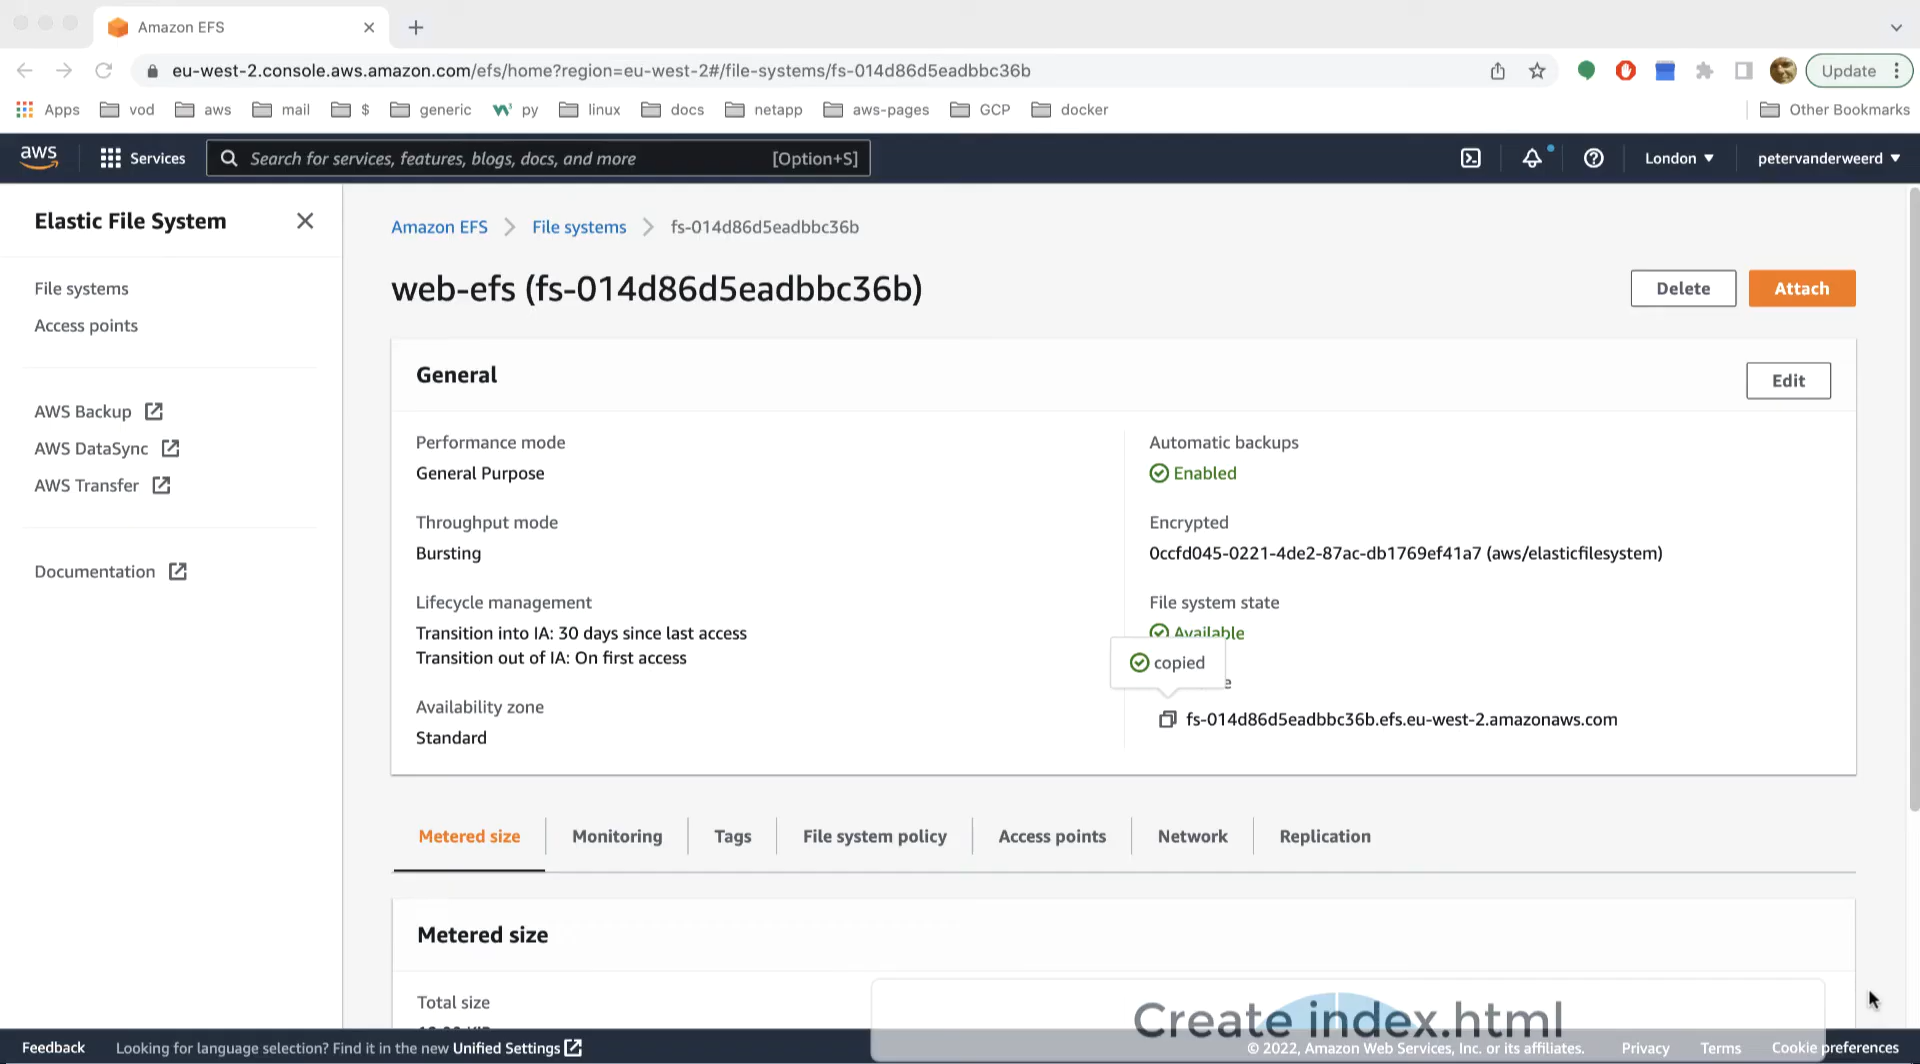 Amazon EFS
eu-west-2.console.aws.amazon.com/efs/home?region=eu-west-2#/file-systems/fs-014d86d5eadbbc36b
Update
Apps vod aws mail $ generic py linux docs netapp aws-pages GCP docker Other Bookmarks
aws Services Search for services, features, blogs, docs, and more [Option+S] London petervanderweerd
Elastic File System
File systems
Access points
AWS Backup
AWS DataSync
AWS Transfer
Documentation
Amazon EFS File systems fs-014d86d5eadbbc36b
web-efs (fs-014d86d5eadbbc36b)
Delete Attach
General
Edit
Performance mode
General Purpose
Throughput mode
Bursting
Lifecycle management
Transition into IA: 30 days since last access
Transition out of IA: On first access
Availability zone
Standard
Automatic backups
Enabled
Encrypted
0ccfd045-0221-4de2-87ac-db1769ef41a7 (aws/elasticfilesystem)
File system state
Available
copied
fs-014d86d5eadbbc36b.efs.eu-west-2.amazonaws.com
Metered size Monitoring Tags File system policy Access points Network Replication
Metered size
Total size
Create index.html
Feedback Looking for language selection? Find it in the new Unified Settings © 2022, Amazon Web Services, Inc. or its affiliates. Privacy Terms Cookie preferences